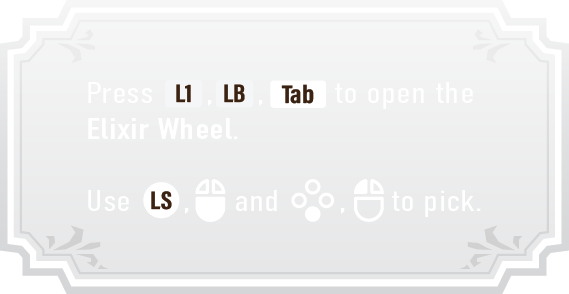 Press L1, LB, Tab to open the
Elixir Wheel.
Use LS, and , to pick.